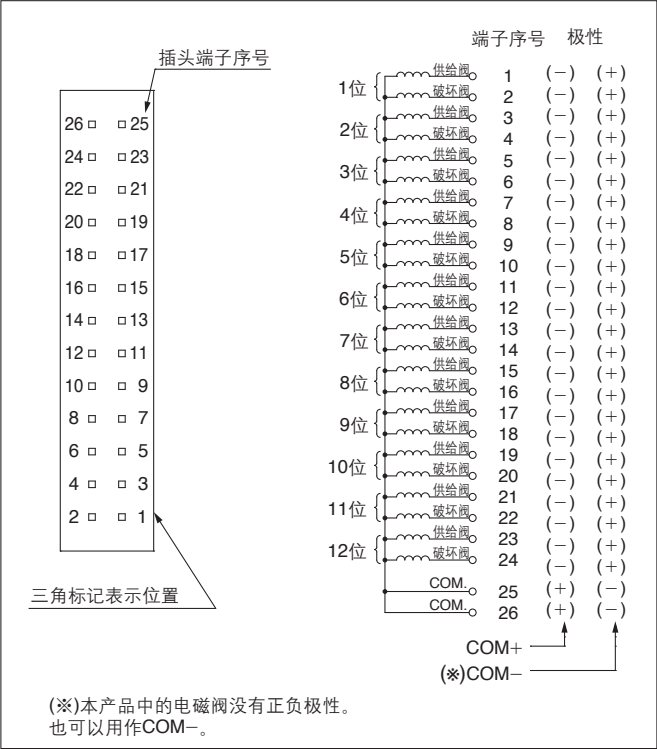 插头端子序号
26 25
24 23
22 21
20 19
18 17
16 15
14 13
12 11
10 9
8 7
6 5
4 3
2 1
三角标记表示位置
端子序号 极性
1位 供给阀 1 (−) (+)
破坏阀 2 (−) (+)
2位 供给阀 3 (−) (+)
破坏阀 4 (−) (+)
3位 供给阀 5 (−) (+)
破坏阀 6 (−) (+)
4位 供给阀 7 (−) (+)
破坏阀 8 (−) (+)
5位 供给阀 9 (−) (+)
破坏阀 10 (−) (+)
6位 供给阀 11 (−) (+)
破坏阀 12 (−) (+)
7位 供给阀 13 (−) (+)
破坏阀 14 (−) (+)
8位 供给阀 15 (−) (+)
破坏阀 16 (−) (+)
9位 供给阀 17 (−) (+)
破坏阀 18 (−) (+)
10位 供给阀 19 (−) (+)
破坏阀 20 (−) (+)
11位 供给阀 21 (−) (+)
破坏阀 22 (−) (+)
12位 供给阀 23 (−) (+)
破坏阀 24 (−) (+)
COM. 25 (+) (−)
COM. 26 (+) (−)
COM+
(※)COM−
(※)本产品中的电磁阀没有正负极性。
也可以用作COM−。